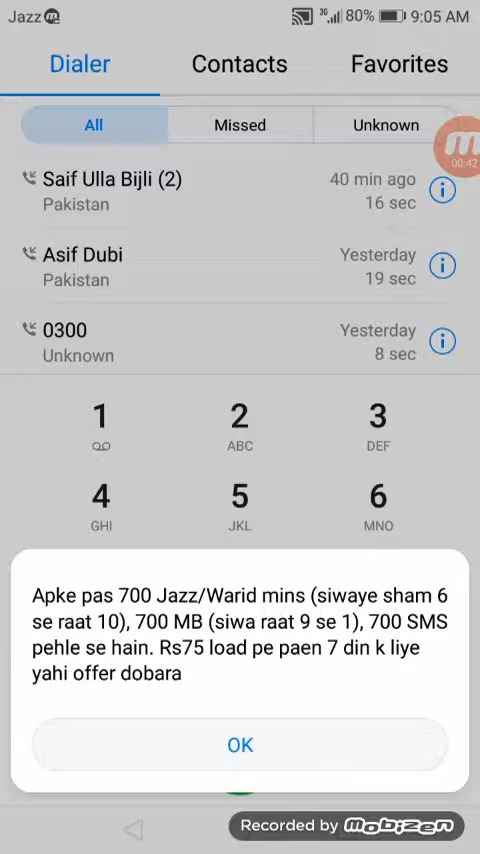 Jazz 3G 80% 9:05 AM
Dialer Contacts Favorites
All Missed Unknown
00:42
Saif Ulla Bijli (2) 40 min ago
Pakistan 16 sec
Asif Dubi Yesterday
Pakistan 19 sec
0300 Yesterday
Unknown 8 sec
1 2 3
ABC DEF
4 5 6
GHI JKL MNO
Apke pas 700 Jazz/Warid mins (siwaye sham 6
se raat 10), 700 MB (siwa raat 9 se 1), 700 SMS
pehle se hain. Rs75 load pe paen 7 din k liye
yahi offer dobara
OK
Recorded by mobizen